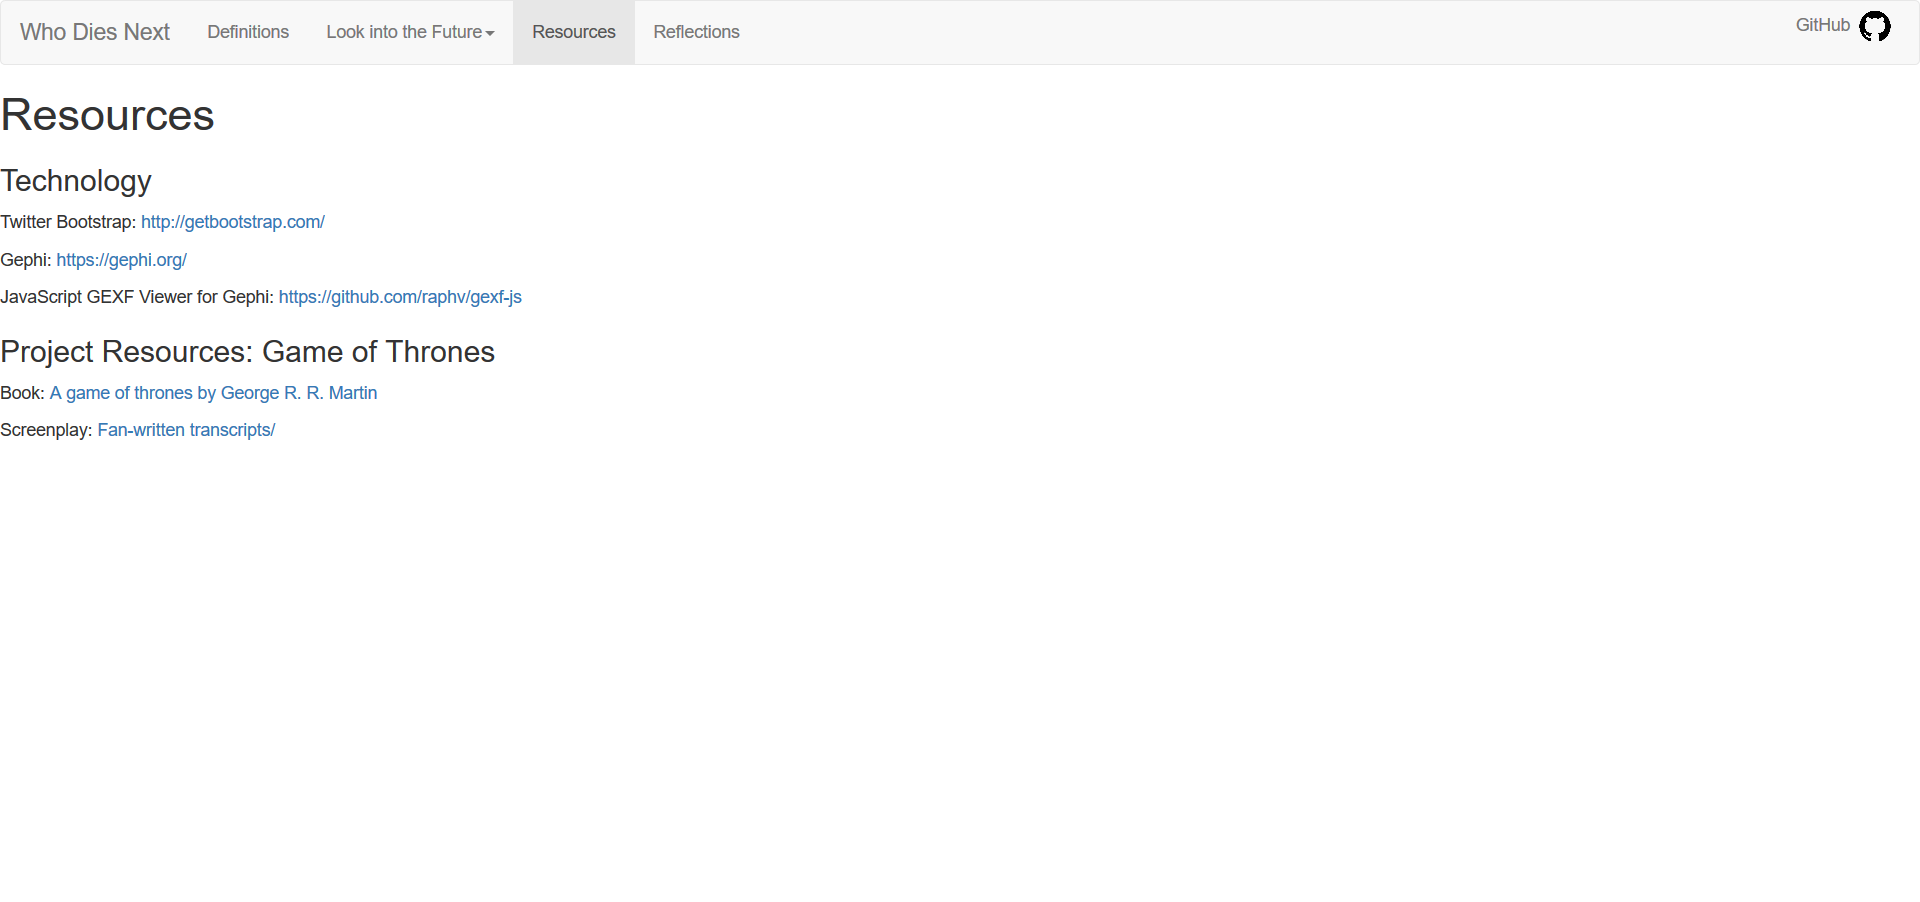 Who Dies Next Definitions Look into the Future Resources Reflections GitHub
Resources
Technology
Twitter Bootstrap: http://getbootstrap.com/
Gephi: https://gephi.org/
JavaScript GEXF Viewer for Gephi: https://github.com/raphv/gexf-js
Project Resources: Game of Thrones
Book: A game of thrones by George R. R. Martin
Screenplay: Fan-written transcripts/